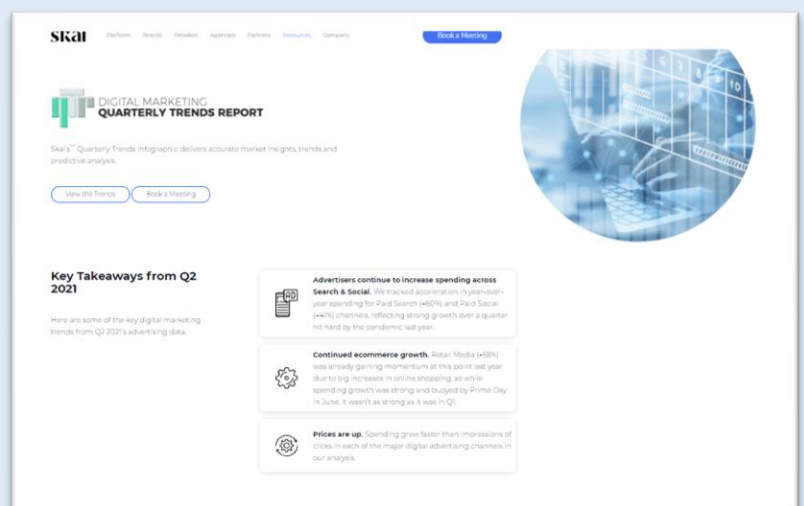 skai
Platform Brands Retailers Agencies Partners Resources Company
Book a Meeting
DIGITAL MARKETING
QUARTERLY TRENDS REPORT
Skai's™ Quarterly Trends Infographic delivers accurate market insights, trends and
predictive analysis.
View the Trends Book a Meeting
Key Takeaways from Q2
2021
Here are some of the key digital marketing
trends from Q2 2021's advertising data.
Advertisers continue to increase spending across
Search & Social. We tracked acceleration in year-over-
year spending for Paid Search and Paid Social
channels, reflecting strong growth over a quarter
hit hard by the pandemic last year.
Continued ecommerce growth. Retail Media
was already gaining momentum at this point last year
due to big increases in online shopping, so while
spending growth was strong and buoyed by Prime Day
in June, it wasn't as strong as it was in Q1.
Prices are up. Spending grew faster than impressions of
clicks in each of the major digital advertising channels in
our analysis.